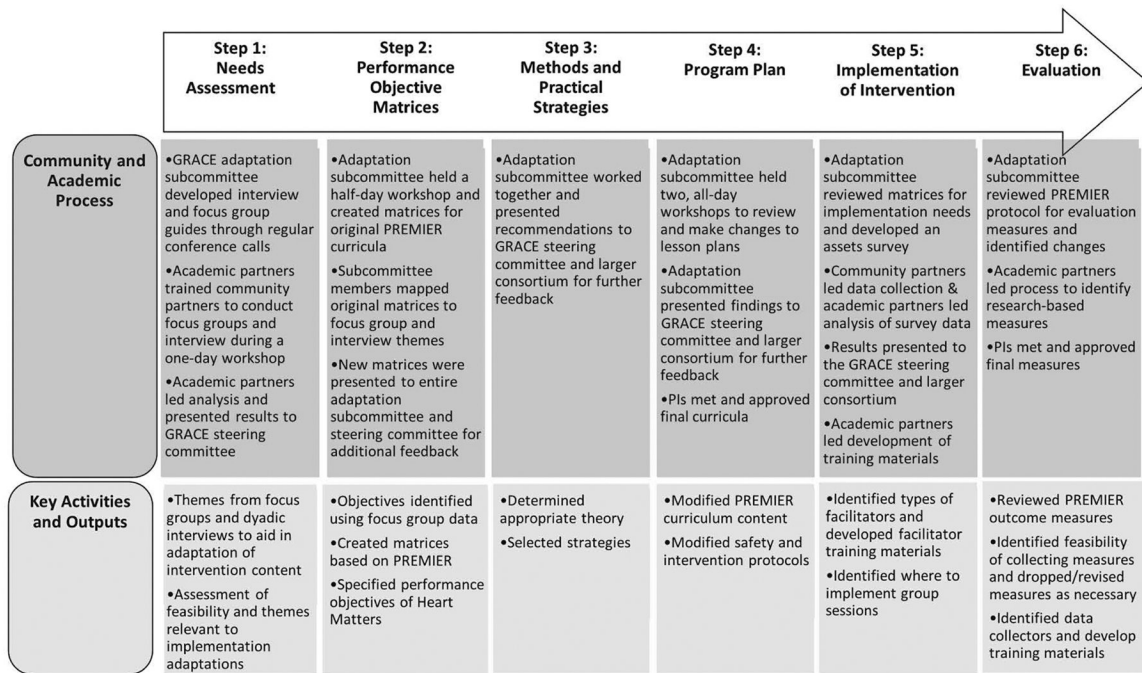 Step 1:
Needs
Assessment
Step 2:
Performance
Objective
Matrices
Step 3:
Methods and
Practical
Strategies
Step 4:
Program Plan
Step 5:
Implementation
of Intervention
Step 6:
Evaluation
Community and
Academic
Process
•GRACE adaptation
subcommittee
developed interview
and focus group
guides through regular
conference calls
•Academic partners
trained community
partners to conduct
focus groups and
interview during a
one-day workshop
•Academic partners
led analysis and
presented results to
GRACE steering
committee
•Adaptation
subcommittee held a
half-day workshop and
created matrices for
original PREMIER
curricula
•Subcommittee
members mapped
original matrices to
focus group and
interview themes
•New matrices were
presented to entire
adaptation
subcommittee and
steering committee for
additional feedback
•Adaptation
subcommittee worked
together and
presented
recommendations to
GRACE steering
committee and larger
consortium for further
feedback
•Adaptation
subcommittee held
two, all-day
workshops to review
and make changes to
lesson plans
•Adaptation
subcommittee
presented findings to
GRACE steering
committee and larger
consortium for further
feedback
•PIs met and approved
final curricula
•Adaptation
subcommittee
reviewed matrices for
implementation needs
and developed an
assets survey
•Community partners
led data collection &
academic partners led
analysis of survey data
•Results presented to
the GRACE steering
committee and larger
consortium
•Academic partners
led development of
training materials
•Adaptation
subcommittee
reviewed PREMIER
protocol for evaluation
measures and
identified changes
•Academic partners
led process to identify
research-based
measures
•PIs met and approved
final measures
Key Activities
and Outputs
•Themes from focus
groups and dyadic
interviews to aid in
adaptation of
intervention content
•Assessment of
feasibility and themes
relevant to
implementation
adaptations
•Objectives identified
using focus group data
•Created matrices
based on PREMIER
•Specified performance
objectives of Heart
Matters
•Determined
appropriate theory
•Selected strategies
•Modified PREMIER
curriculum content
•Modified safety and
intervention protocols
•Identified types of
facilitators and
developed facilitator
training materials
•Identified where to
implement group
sessions
•Reviewed PREMIER
outcome measures
•Identified feasibility
of collecting measures
and dropped/revised
measures as necessary
•Identified data
collectors and develop
training materials